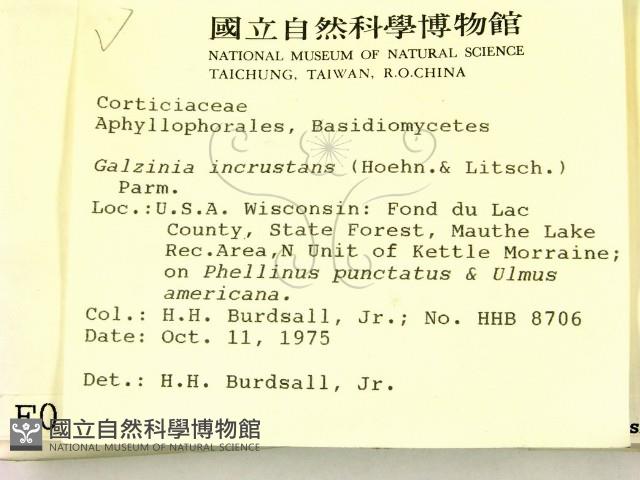 國立自然科學博物館
NATIONAL MUSEUM OF NATURAL SCIENCE
TAICHUNG, TAIWAN, R.O.CHINA
Corticiaceae
Aphyllophorales, Basidiomycetes
Galzinia incrustans (Hoehn.& Litsch.)
Parm.
Loc.:U.S.A. Wisconsin: Fond du Lac
County, State Forest, Mauthe Lake
Rec.Area,N Unit of Kettle Morraine;
on Phellinus punctatus & Ulmus
americana.
Col.: H.H. Burdsall, Jr.; No. HHB 8706
Date: Oct. 11, 1975
Det.: H.H. Burdsall, Jr.
國立自然科學博物館
NATIONAL MUSEUM OF NATURAL SCIENCE